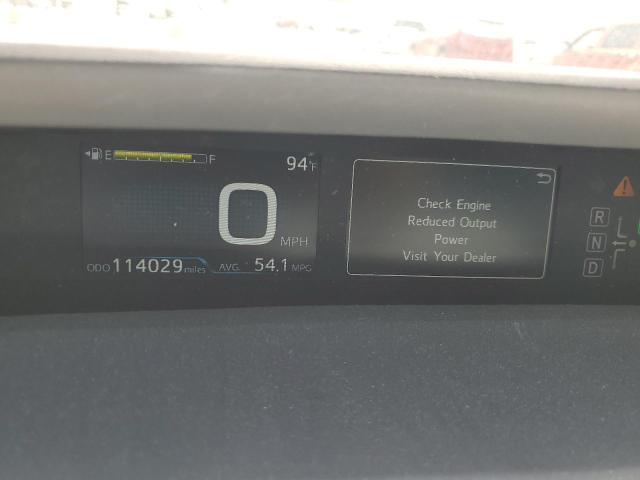 E F
94°F
0 MPH
ODO 114029 miles AVG. 54.1 MPG
Check Engine
Reduced Output
Power
Visit Your Dealer
R
N
D